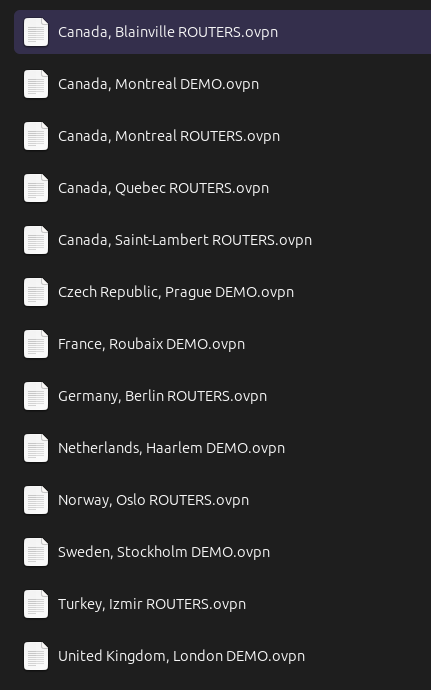 Canada, Blainville ROUTERS.ovpn
Canada, Montreal DEMO.ovpn
Canada, Montreal ROUTERS.ovpn
Canada, Quebec ROUTERS.ovpn
Canada, Saint-Lambert ROUTERS.ovpn
Czech Republic, Prague DEMO.ovpn
France, Roubaix DEMO.ovpn
Germany, Berlin ROUTERS.ovpn
Netherlands, Haarlem DEMO.ovpn
Norway, Oslo ROUTERS.ovpn
Sweden, Stockholm DEMO.ovpn
Turkey, Izmir ROUTERS.ovpn
United Kingdom, London DEMO.ovpn